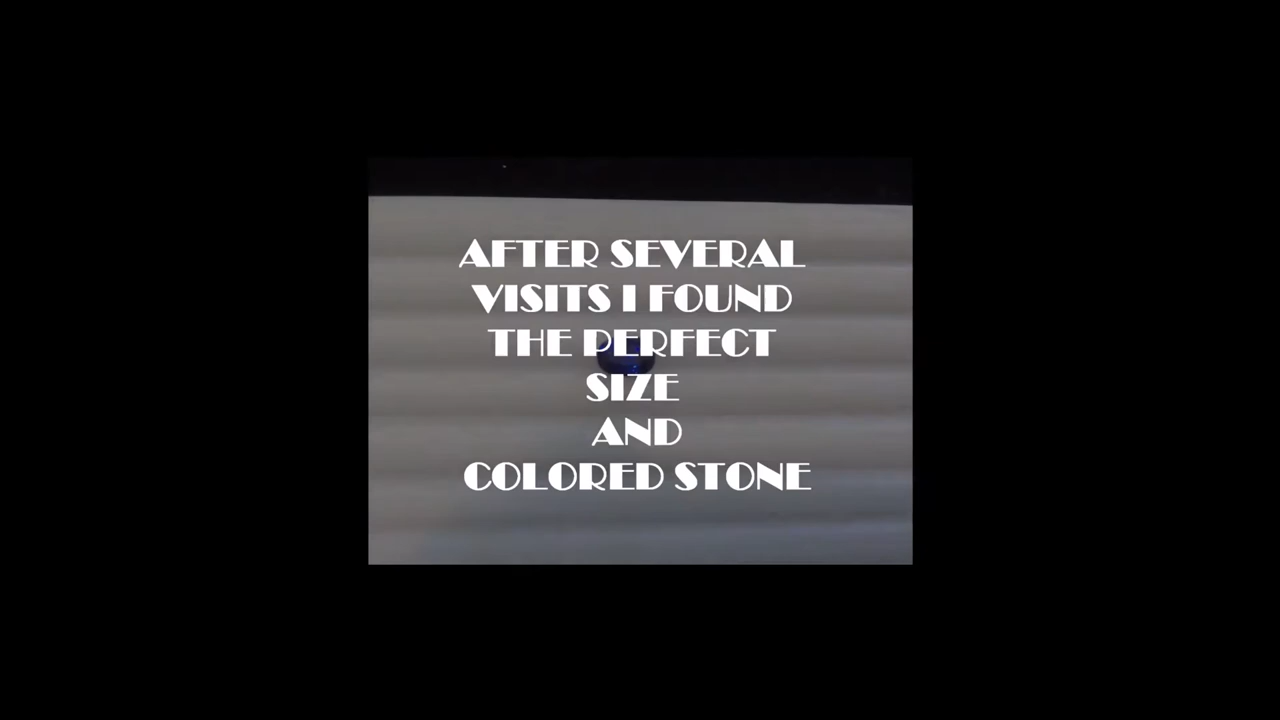 AFTER SEVERAL
VISITS I FOUND
THE PERFECT
SIZE
AND
COLORED STONE